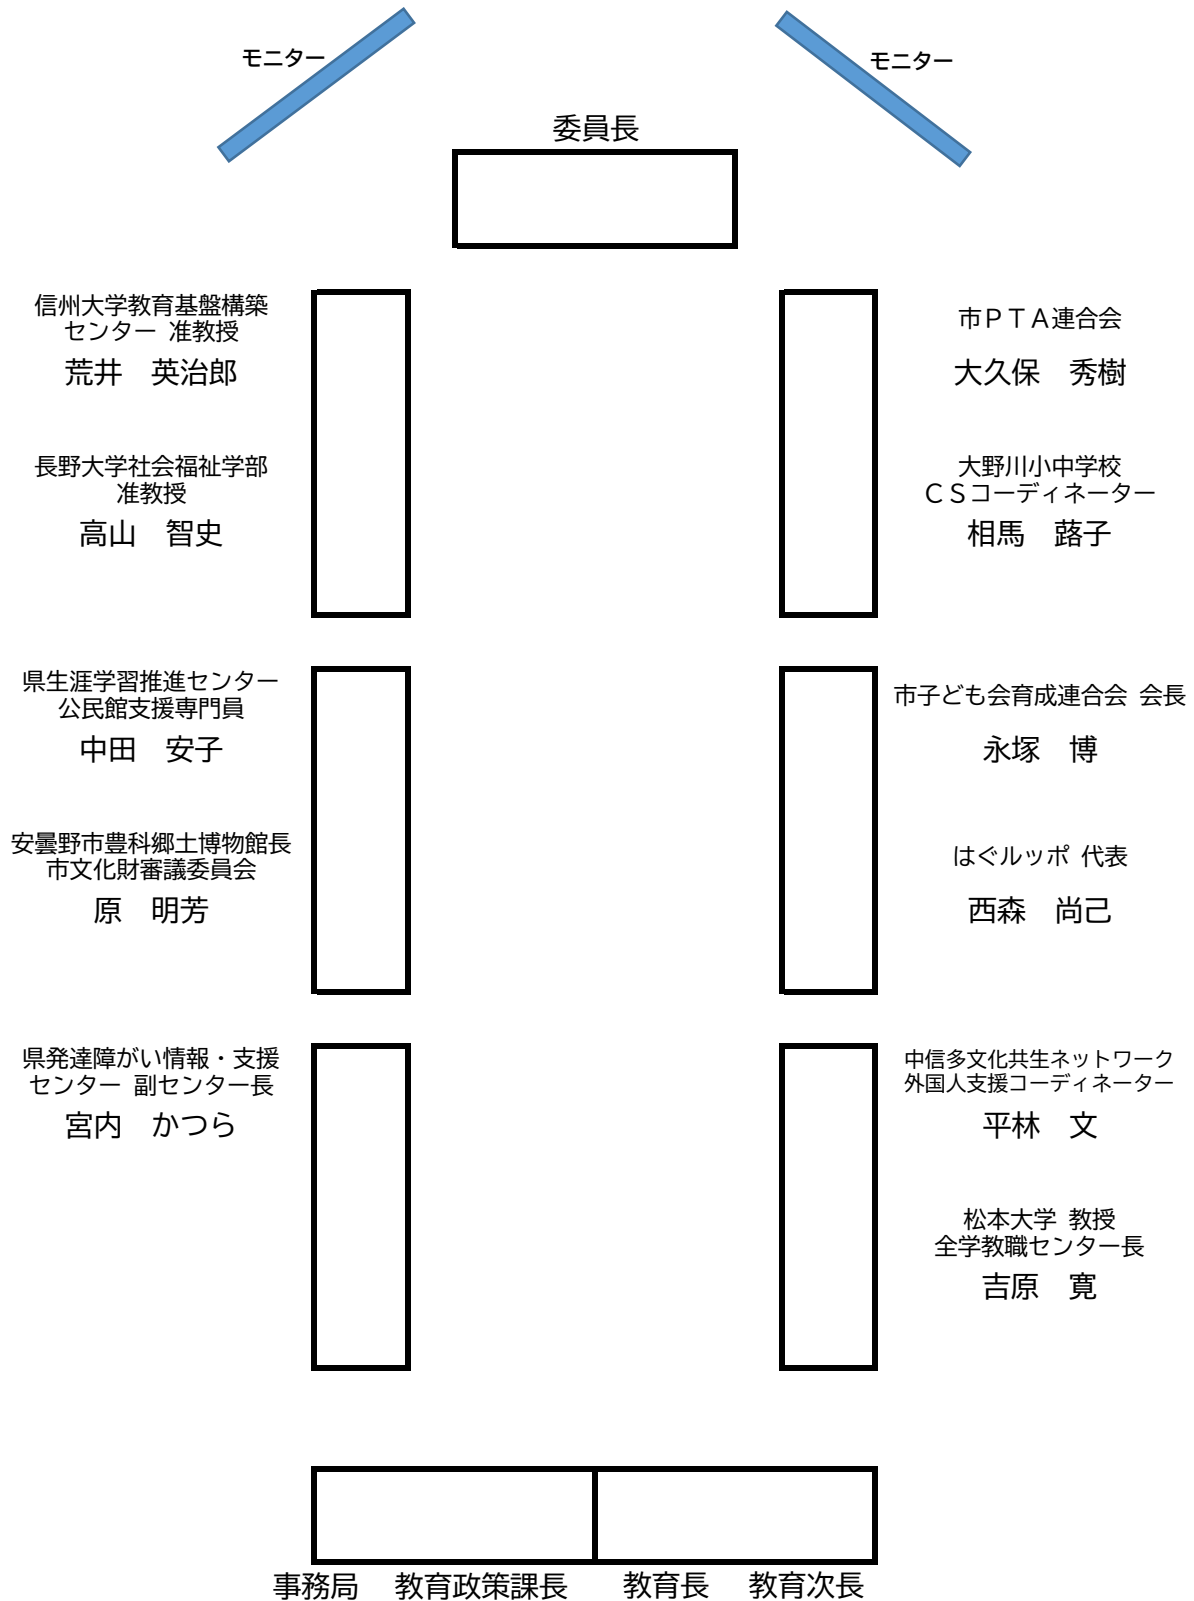 モニター
モニター
委員長
信州大学教育基盤構築
センター 准教授
荒井　英治郎
長野大学社会福祉学部
准教授
高山　智史
県生涯学習推進センター
公民館支援専門員
中田　安子
安曇野市豊科郷土博物館長
市文化財審議委員会
原　明芳
県発達障がい情報・支援
センター 副センター長
宮内　かつら
市ＰＴＡ連合会
大久保　秀樹
大野川小中学校
ＣＳコーディネーター
相馬　蕗子
市子ども会育成連合会 会長
永塚　博
はぐルッポ 代表
西森　尚己
中信多文化共生ネットワーク
外国人支援コーディネーター
平林　文
松本大学 教授
全学教職センター長
吉原　寛
事務局　教育政策課長　教育長　教育次長